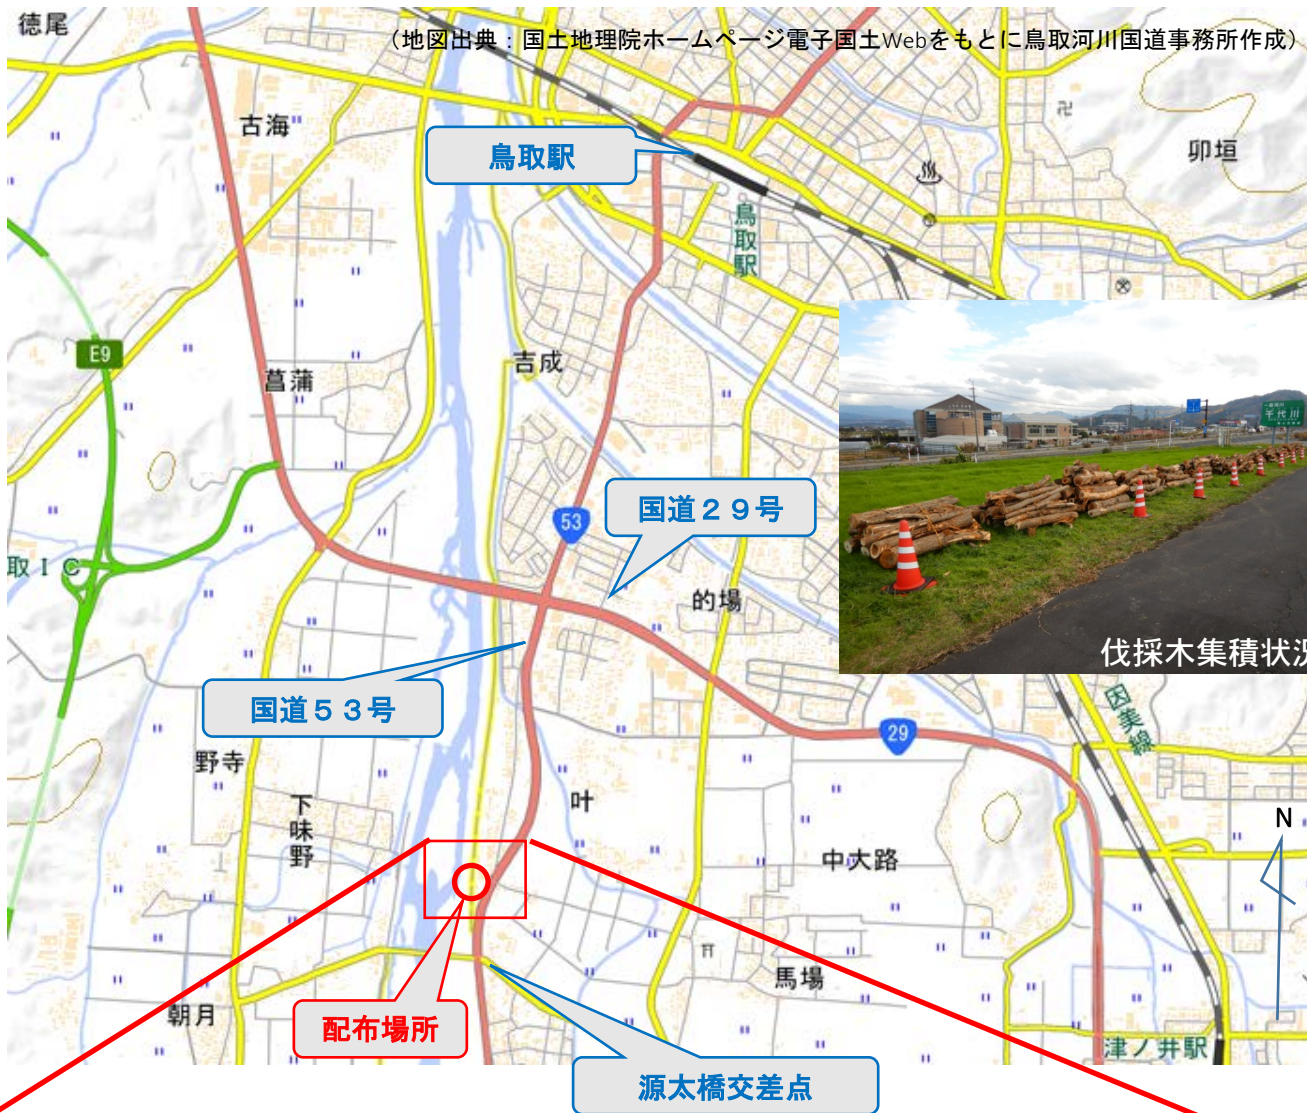 徳尾
（地図出典：国土地理院ホームページ電子国土Webをもとに鳥取河川国道事務所作成）
古海
鳥取駅
卯垣
鳥取駅
E9
菖蒲
吉成
千代川
国道２９号
53
取ＩＣ
的場
伐採木集積状況
国道５３号
因美線
29
野寺
下味野
叶
N
中大路
馬場
配布場所
朝月
津ノ井駅
源太橋交差点